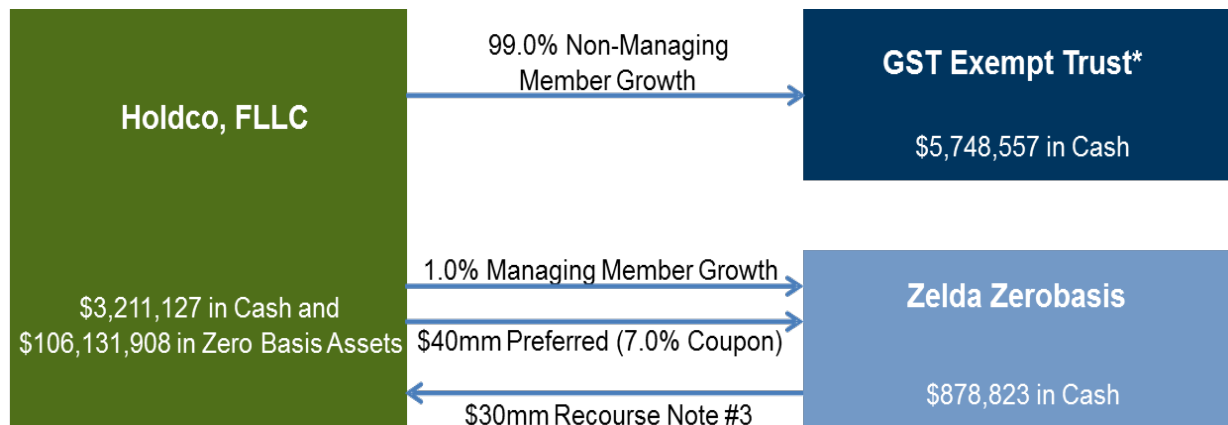 Holdco, FLLC
$3,211,127 in Cash and
$106,131,908 in Zero Basis Assets
99.0% Non-Managing
Member Growth
GST Exempt Trust*
$5,748,557 in Cash
1.0% Managing Member Growth
$40mm Preferred (7.0% Coupon)
$30mm Recourse Note #3
Zelda Zerobasis
$878,823 in Cash